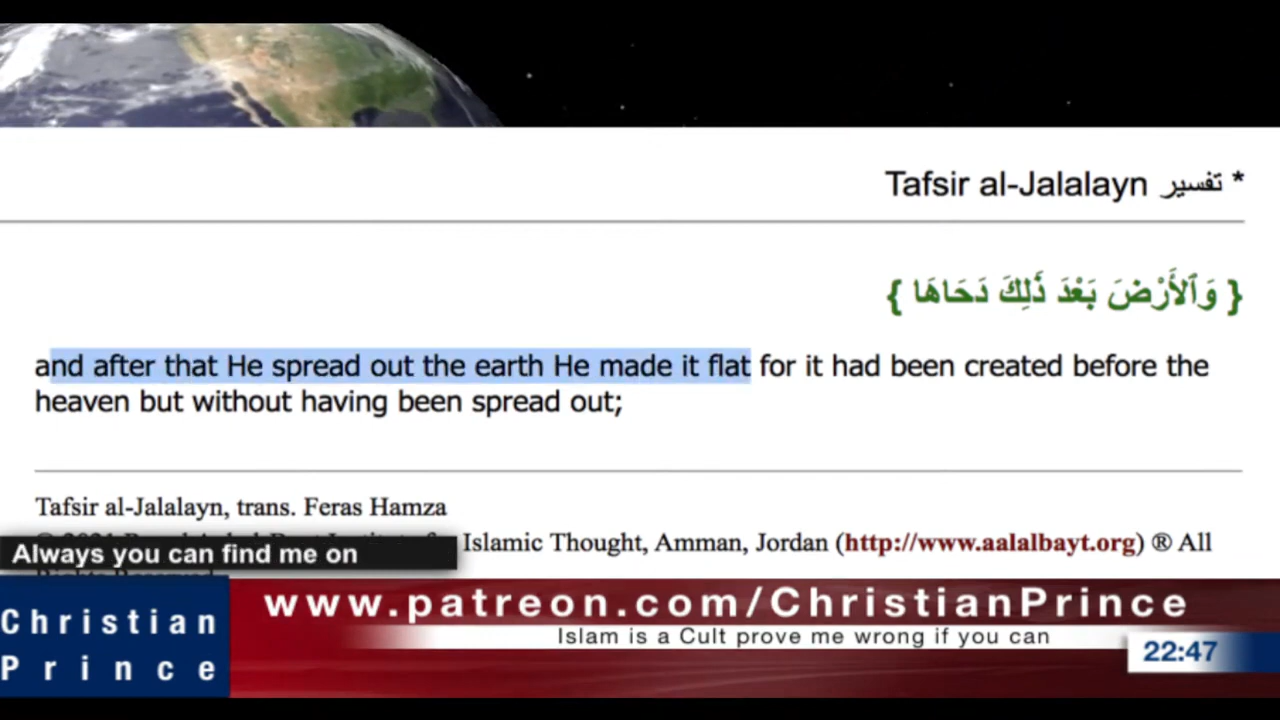 * تفسير Tafsir al-Jalalayn
{ وَٱلأَرْضَ بَعْدَ ذَٰلِكَ دَحَاهَا }
and after that He spread out the earth He made it flat for it had been created before the
heaven but without having been spread out;
Tafsir al-Jalalayn, trans. Feras Hamza
Islamic Thought, Amman, Jordan (http://www.aalalbayt.org) ® All
Always you can find me on
www.patreon.com/ChristianPrince
Christian
Prince
Islam is a Cult prove me wrong if you can
22:47